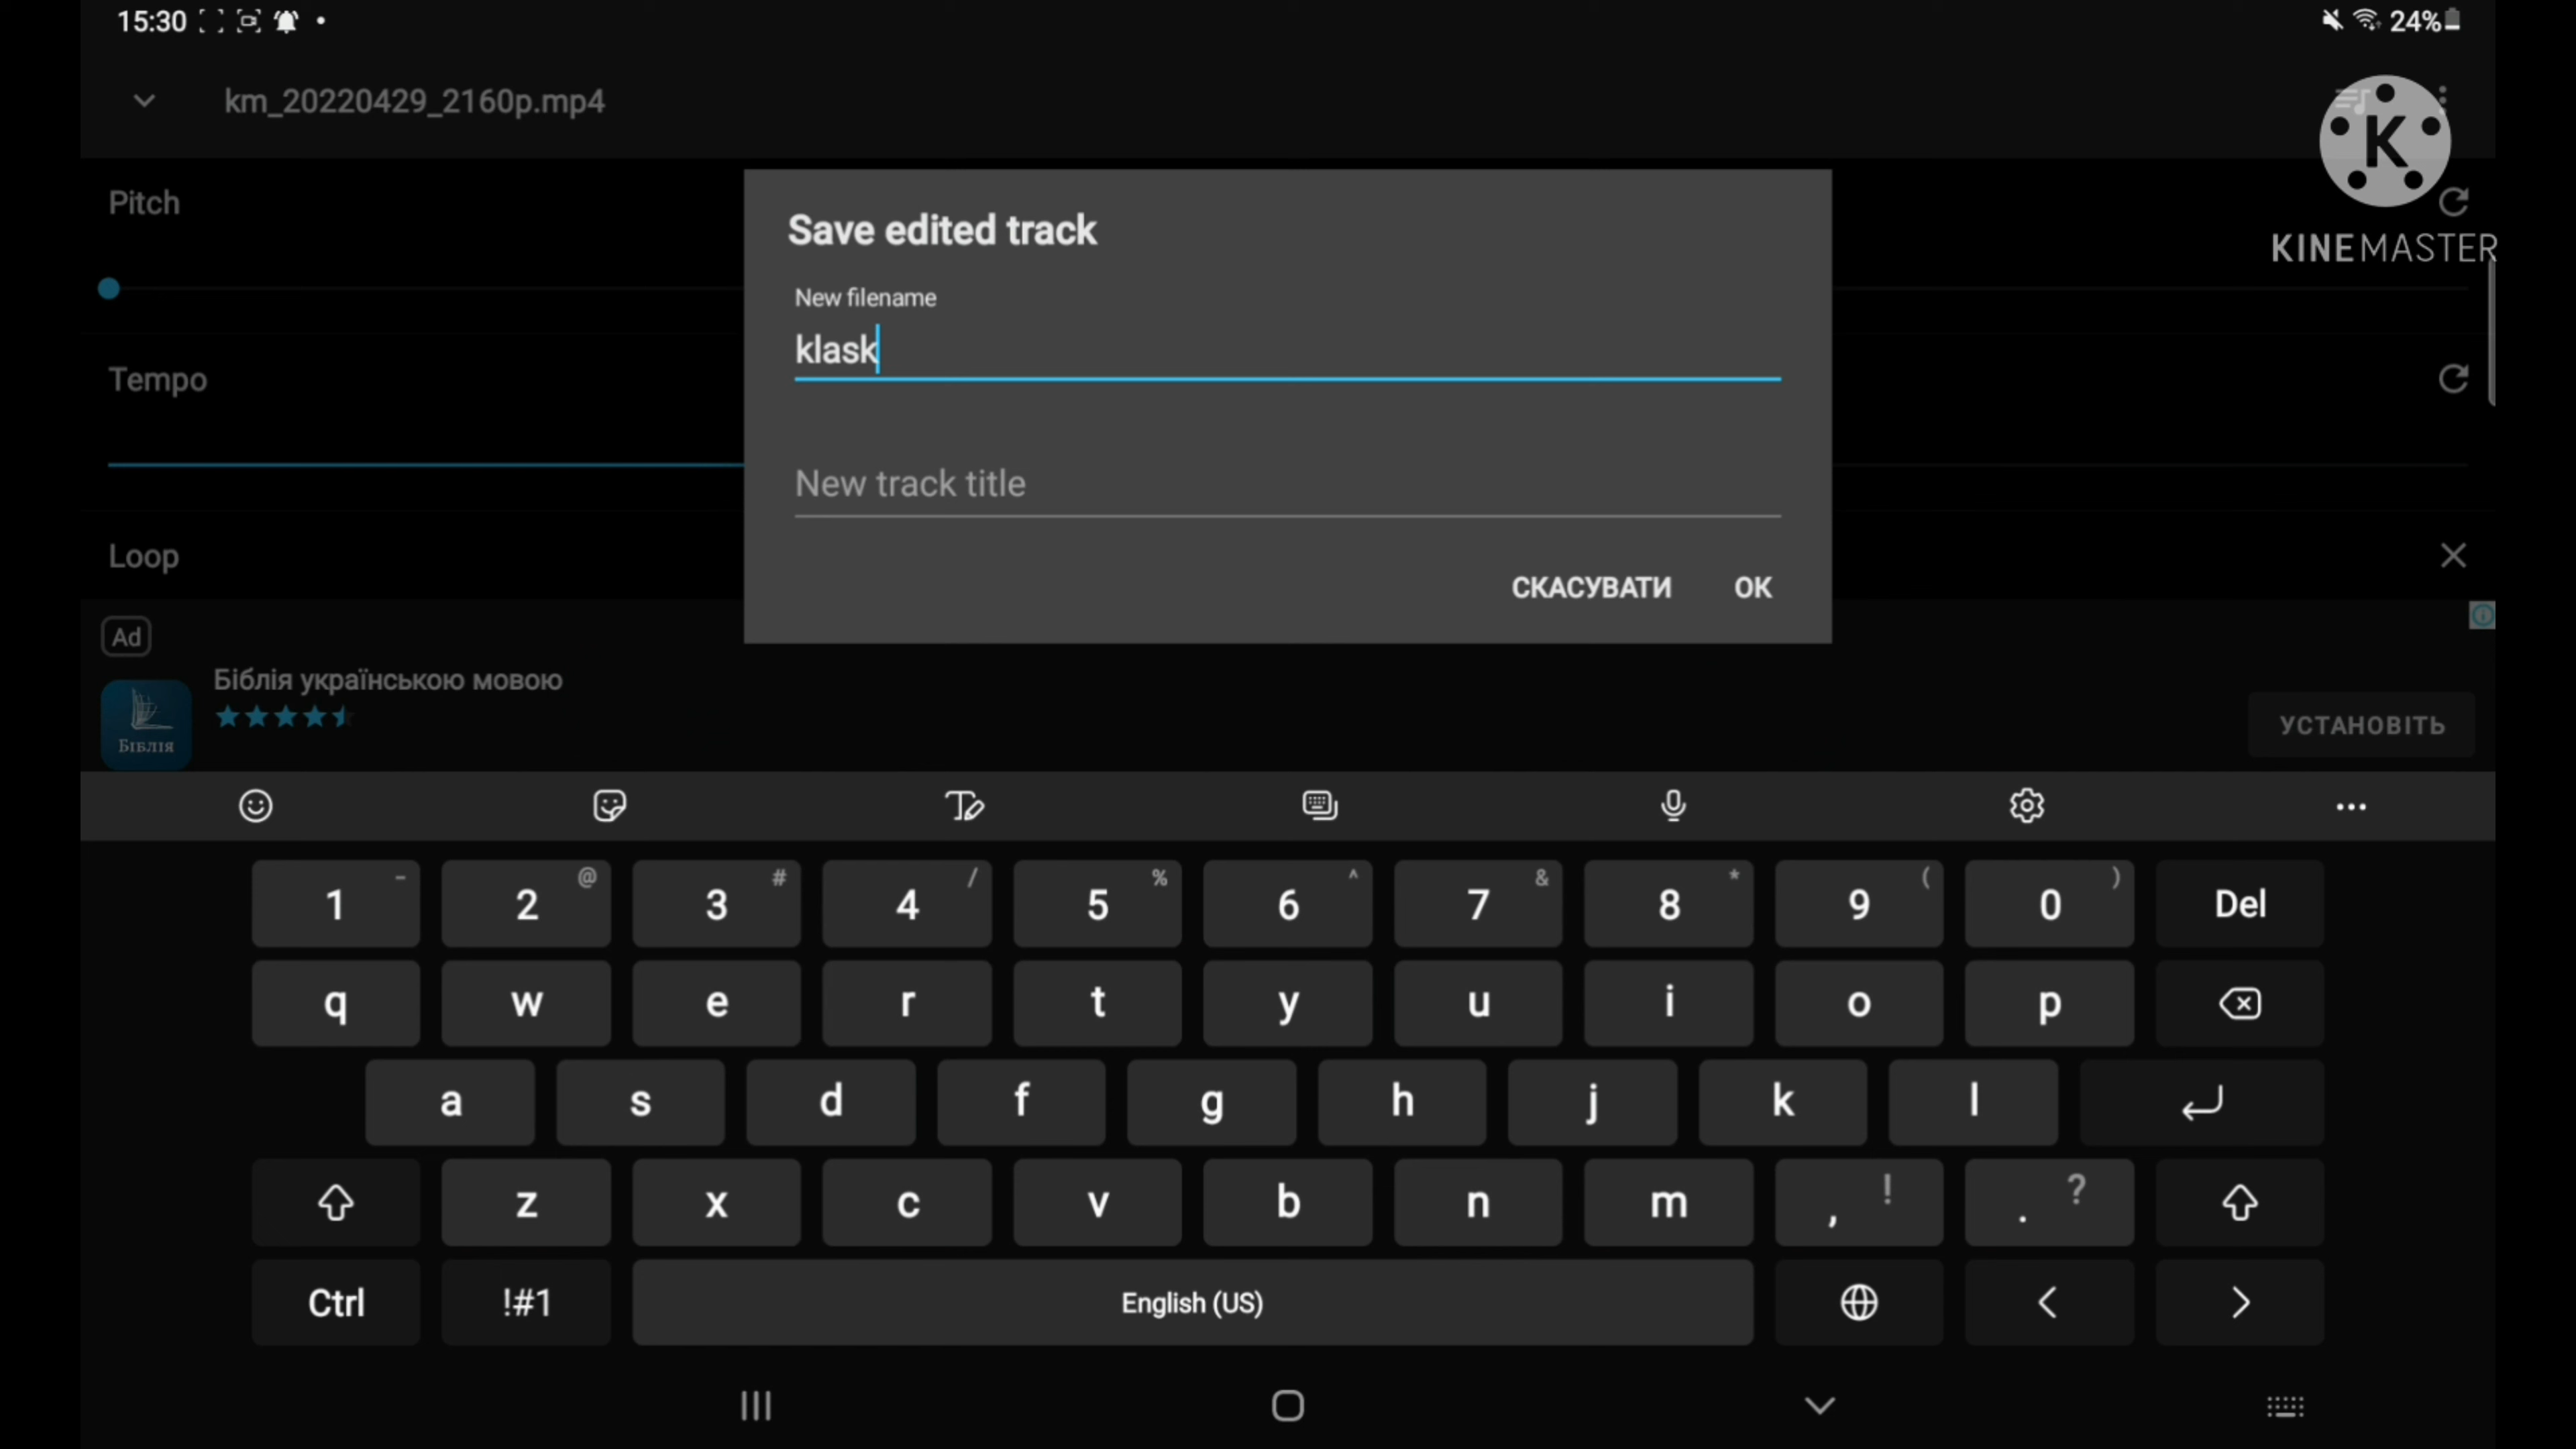 15:30
24%
km_20220429_2160p.mp4
K
KINEMASTER
Pitch
Save edited track
New filename
klask
Tempo
New track title
Loop
СКАСУВАТИ OK
Ad
Біблія українською мовою
БІБЛІЯ
УСТАНОВІТЬ
1 - 2 @ 3 # 4 / 5 % 6 ^ 7 & 8 * 9 ( 0 ) Del
q w e r t y u i o p
a s d f g h j k l
z x c v b n m , ! . ?
Ctrl !#1 English (US) < >